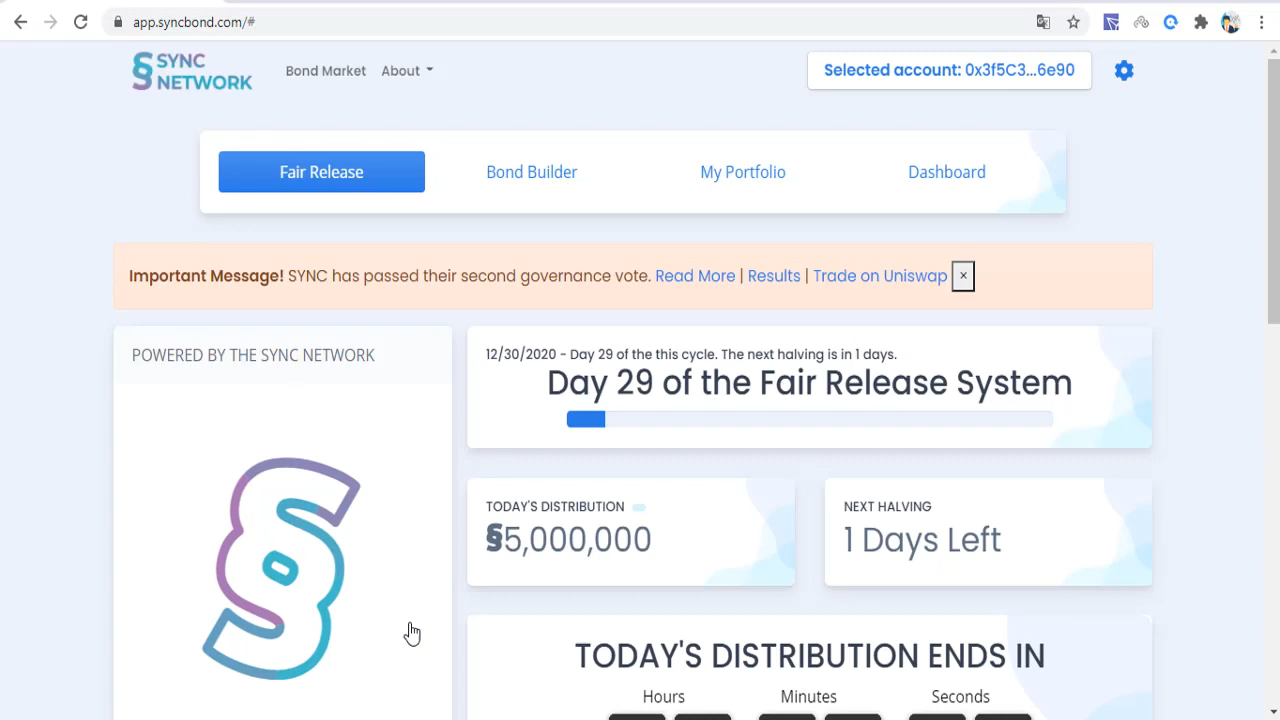 app.syncbond.com/#
SYNC
NETWORK
Bond Market
About
Selected account: 0x3f5C3...6e90
Fair Release
Bond Builder
My Portfolio
Dashboard
Important Message! SYNC has passed their second governance vote. Read More | Results | Trade on Uniswap ×
POWERED BY THE SYNC NETWORK
12/30/2020 - Day 29 of the this cycle. The next halving is in 1 days.
Day 29 of the Fair Release System
TODAY'S DISTRIBUTION
§5,000,000
NEXT HALVING
1 Days Left
TODAY'S DISTRIBUTION ENDS IN
Hours
Minutes
Seconds